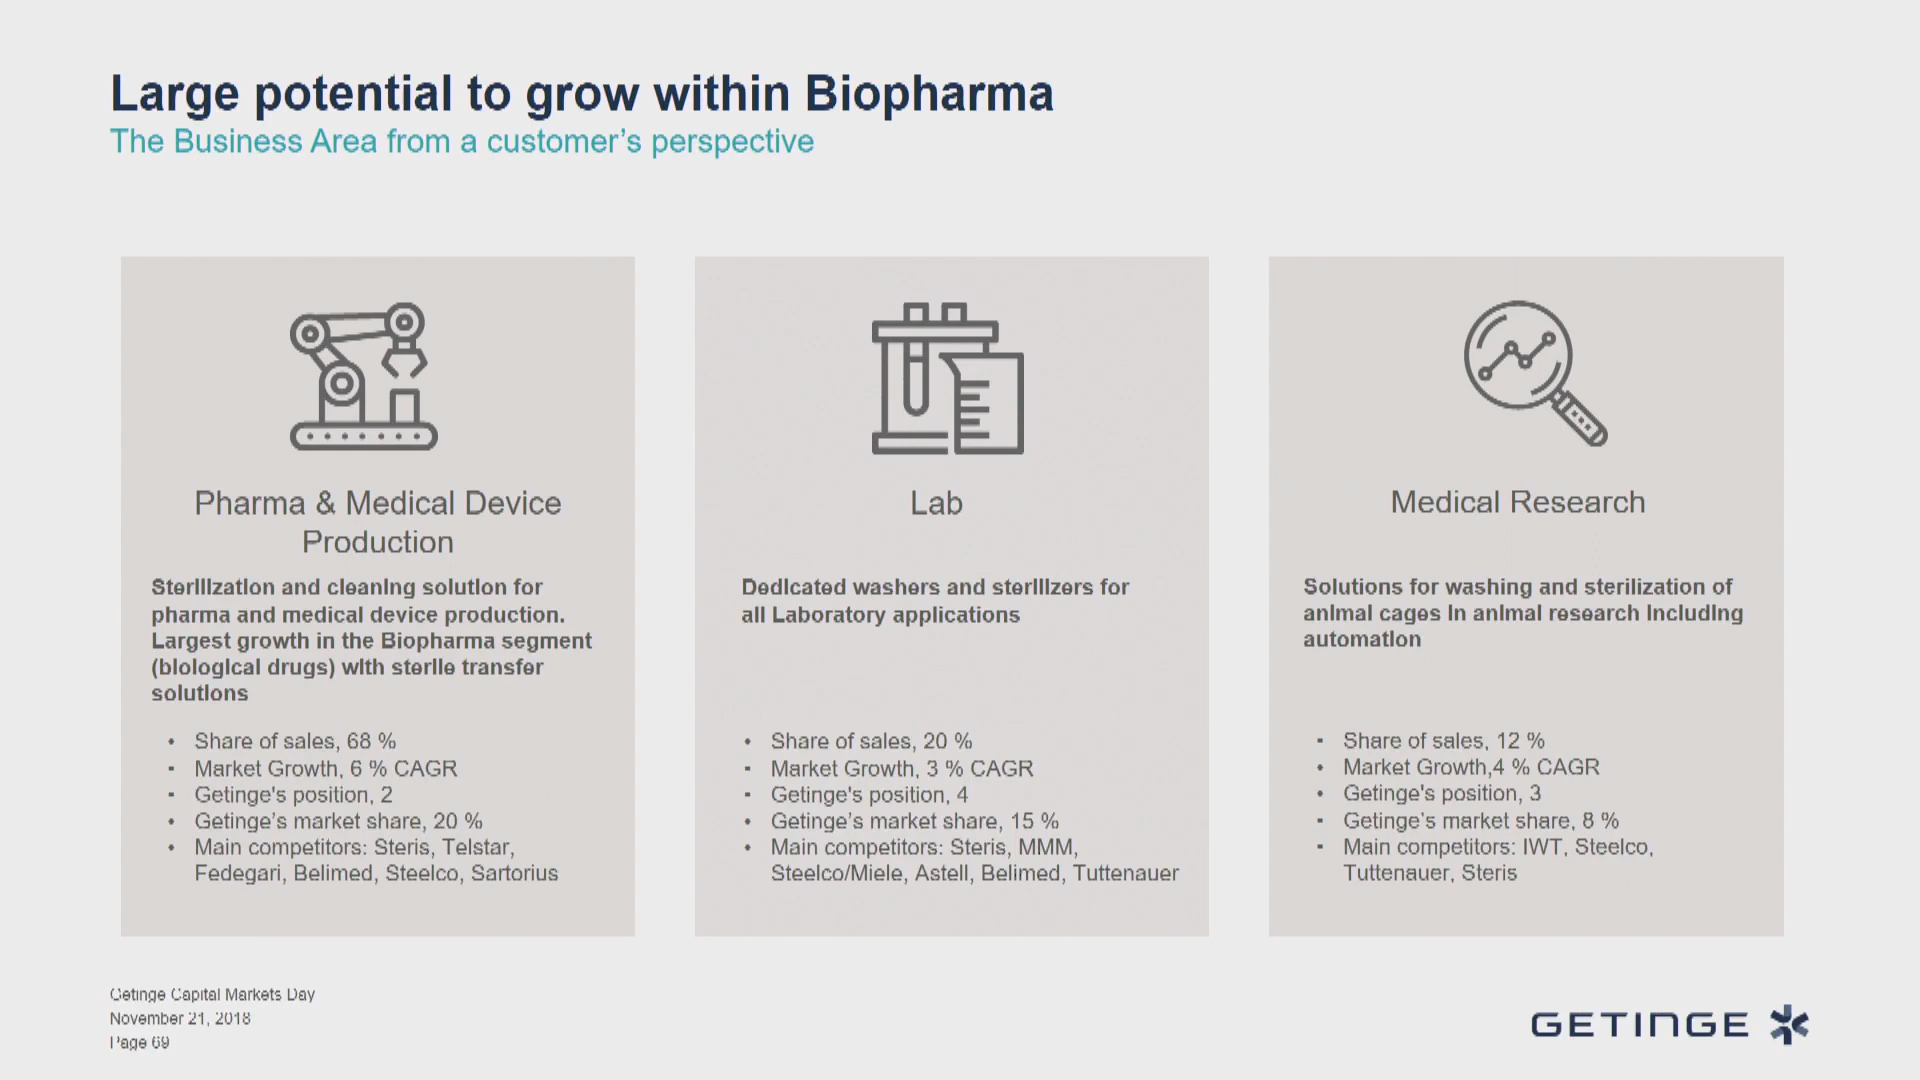 Large potential to grow within Biopharma
The Business Area from a customer's perspective
Pharma & Medical Device
Production
Sterilization and cleaning solution for
pharma and medical device production.
Largest growth in the Biopharma segment
(biological drugs) with sterile transfer
solutions
• Share of sales, 68 %
• Market Growth, 6 % CAGR
• Getinge's position, 2
• Getinge's market share, 20 %
• Main competitors: Steris, Telstar,
Fedegari, Belimed, Steelco, Sartorius
Lab
Dedicated washers and sterilizers for
all Laboratory applications
• Share of sales, 20 %
• Market Growth, 3 % CAGR
• Getinge's position, 4
• Getinge's market share, 15 %
• Main competitors: Steris, MMM,
Steelco/Miele, Astell, Belimed, Tuttenauer
Medical Research
Solutions for washing and sterilization of
animal cages in animal research including
automation
• Share of sales, 12 %
• Market Growth,4 % CAGR
• Getinge's position, 3
• Getinge's market share, 8 %
• Main competitors: IWT, Steelco,
Tuttenauer, Steris
Getinge Capital Markets Day
November 21, 2018
Page 69
GETINGE